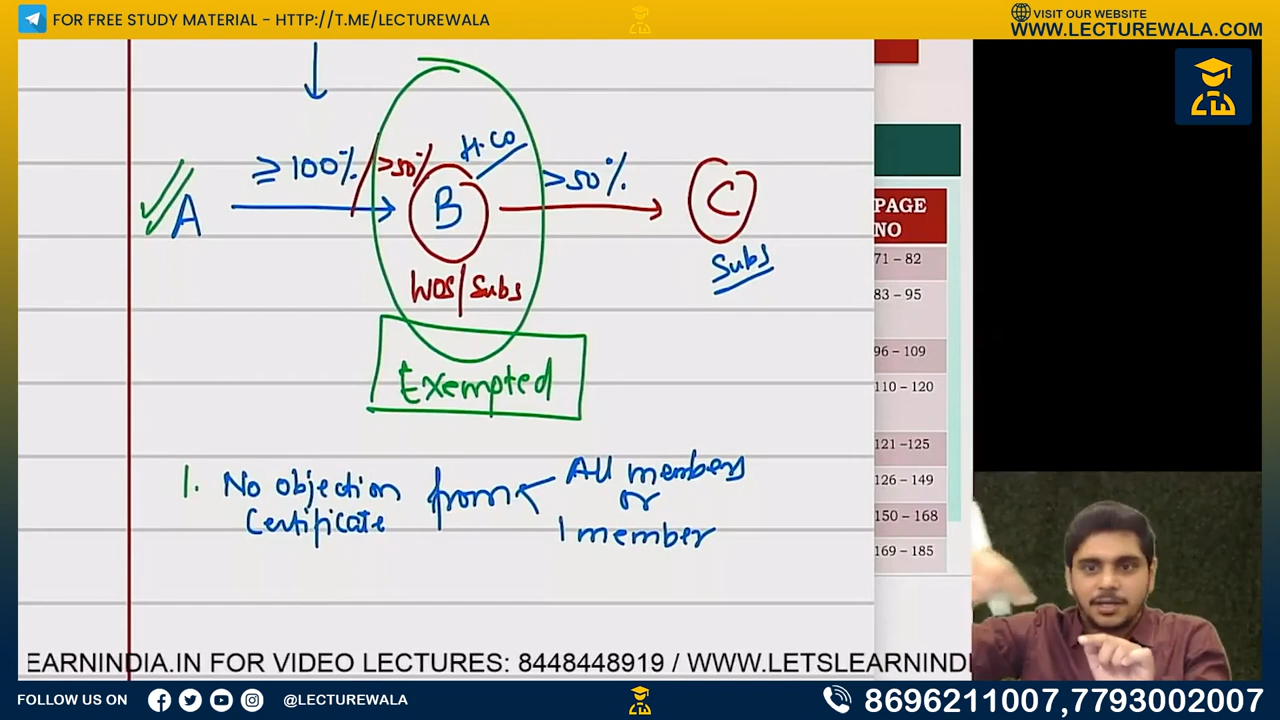 FOR FREE STUDY MATERIAL - HTTP://T.ME/LECTUREWALA
VISIT OUR WEBSITE
WWW.LECTUREWALA.COM
≥ 100%
>50%
H.CO
>50%
A
B
C
WOS/Subs
Subs
Exempted
1. No objection Certificate from
All members
or
1 member
PAGE NO
71 – 82
83 – 95
96 – 109
110 – 120
121 –125
126 – 149
150 – 168
169 – 185
EARNINDIA.IN FOR VIDEO LECTURES: 8448448919 / WWW.LETSLEARNINDI
FOLLOW US ON
@LECTUREWALA
8696211007,7793002007